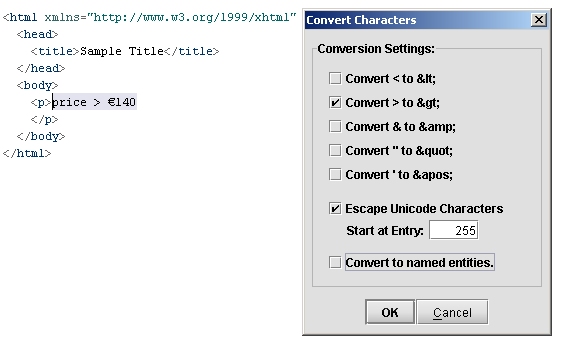 <html xmlns="http://www.w3.org/1999/xhtml"
<head>
<title>Sample Title</title>
</head>
<body>
<p>price > €140
</p>
</body>
</html>
Convert Characters
Conversion Settings:
Convert < to &lt;
Convert > to &gt;
Convert & to &amp;
Convert " to &quot;
Convert ' to &apos;
Escape Unicode Characters
Start at Entry: 255
Convert to named entities.
OK Cancel